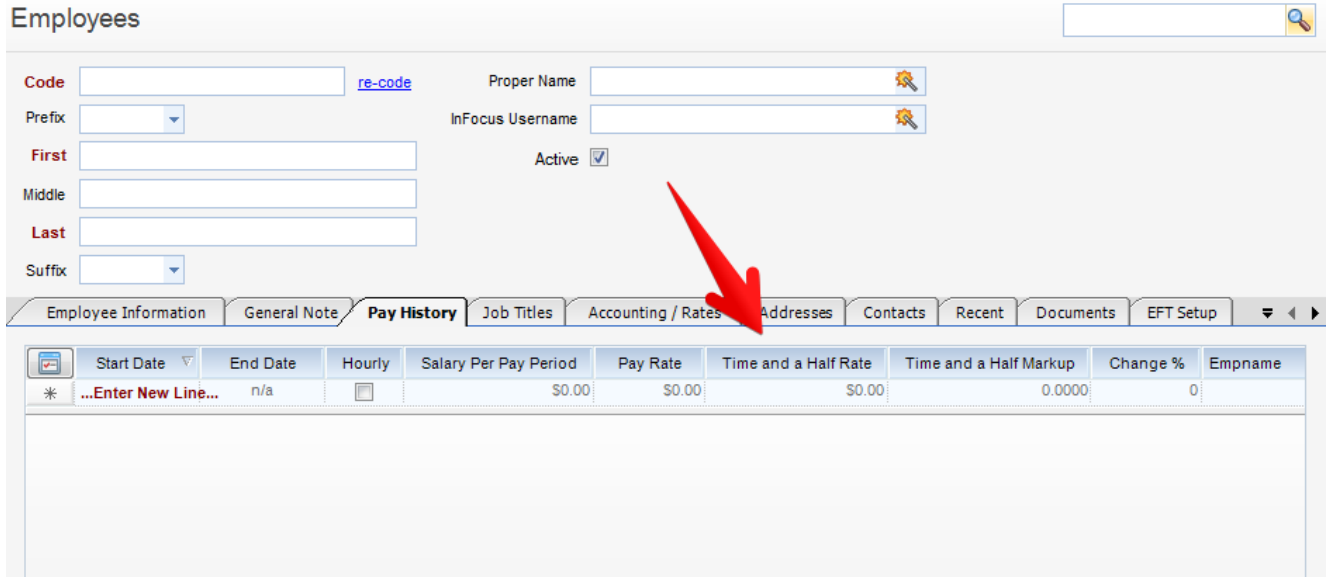 Employees
Code re-code Proper Name
Prefix InFocus Username
First Active
Middle
Last
Suffix
Employee Information General Note Pay History Job Titles Accounting / Rates Addresses Contacts Recent Documents EFT Setup
Start Date End Date Hourly Salary Per Pay Period Pay Rate Time and a Half Rate Time and a Half Markup Change % Empname
...Enter New Line... n/a $0.00 $0.00 $0.00 0.0000 0